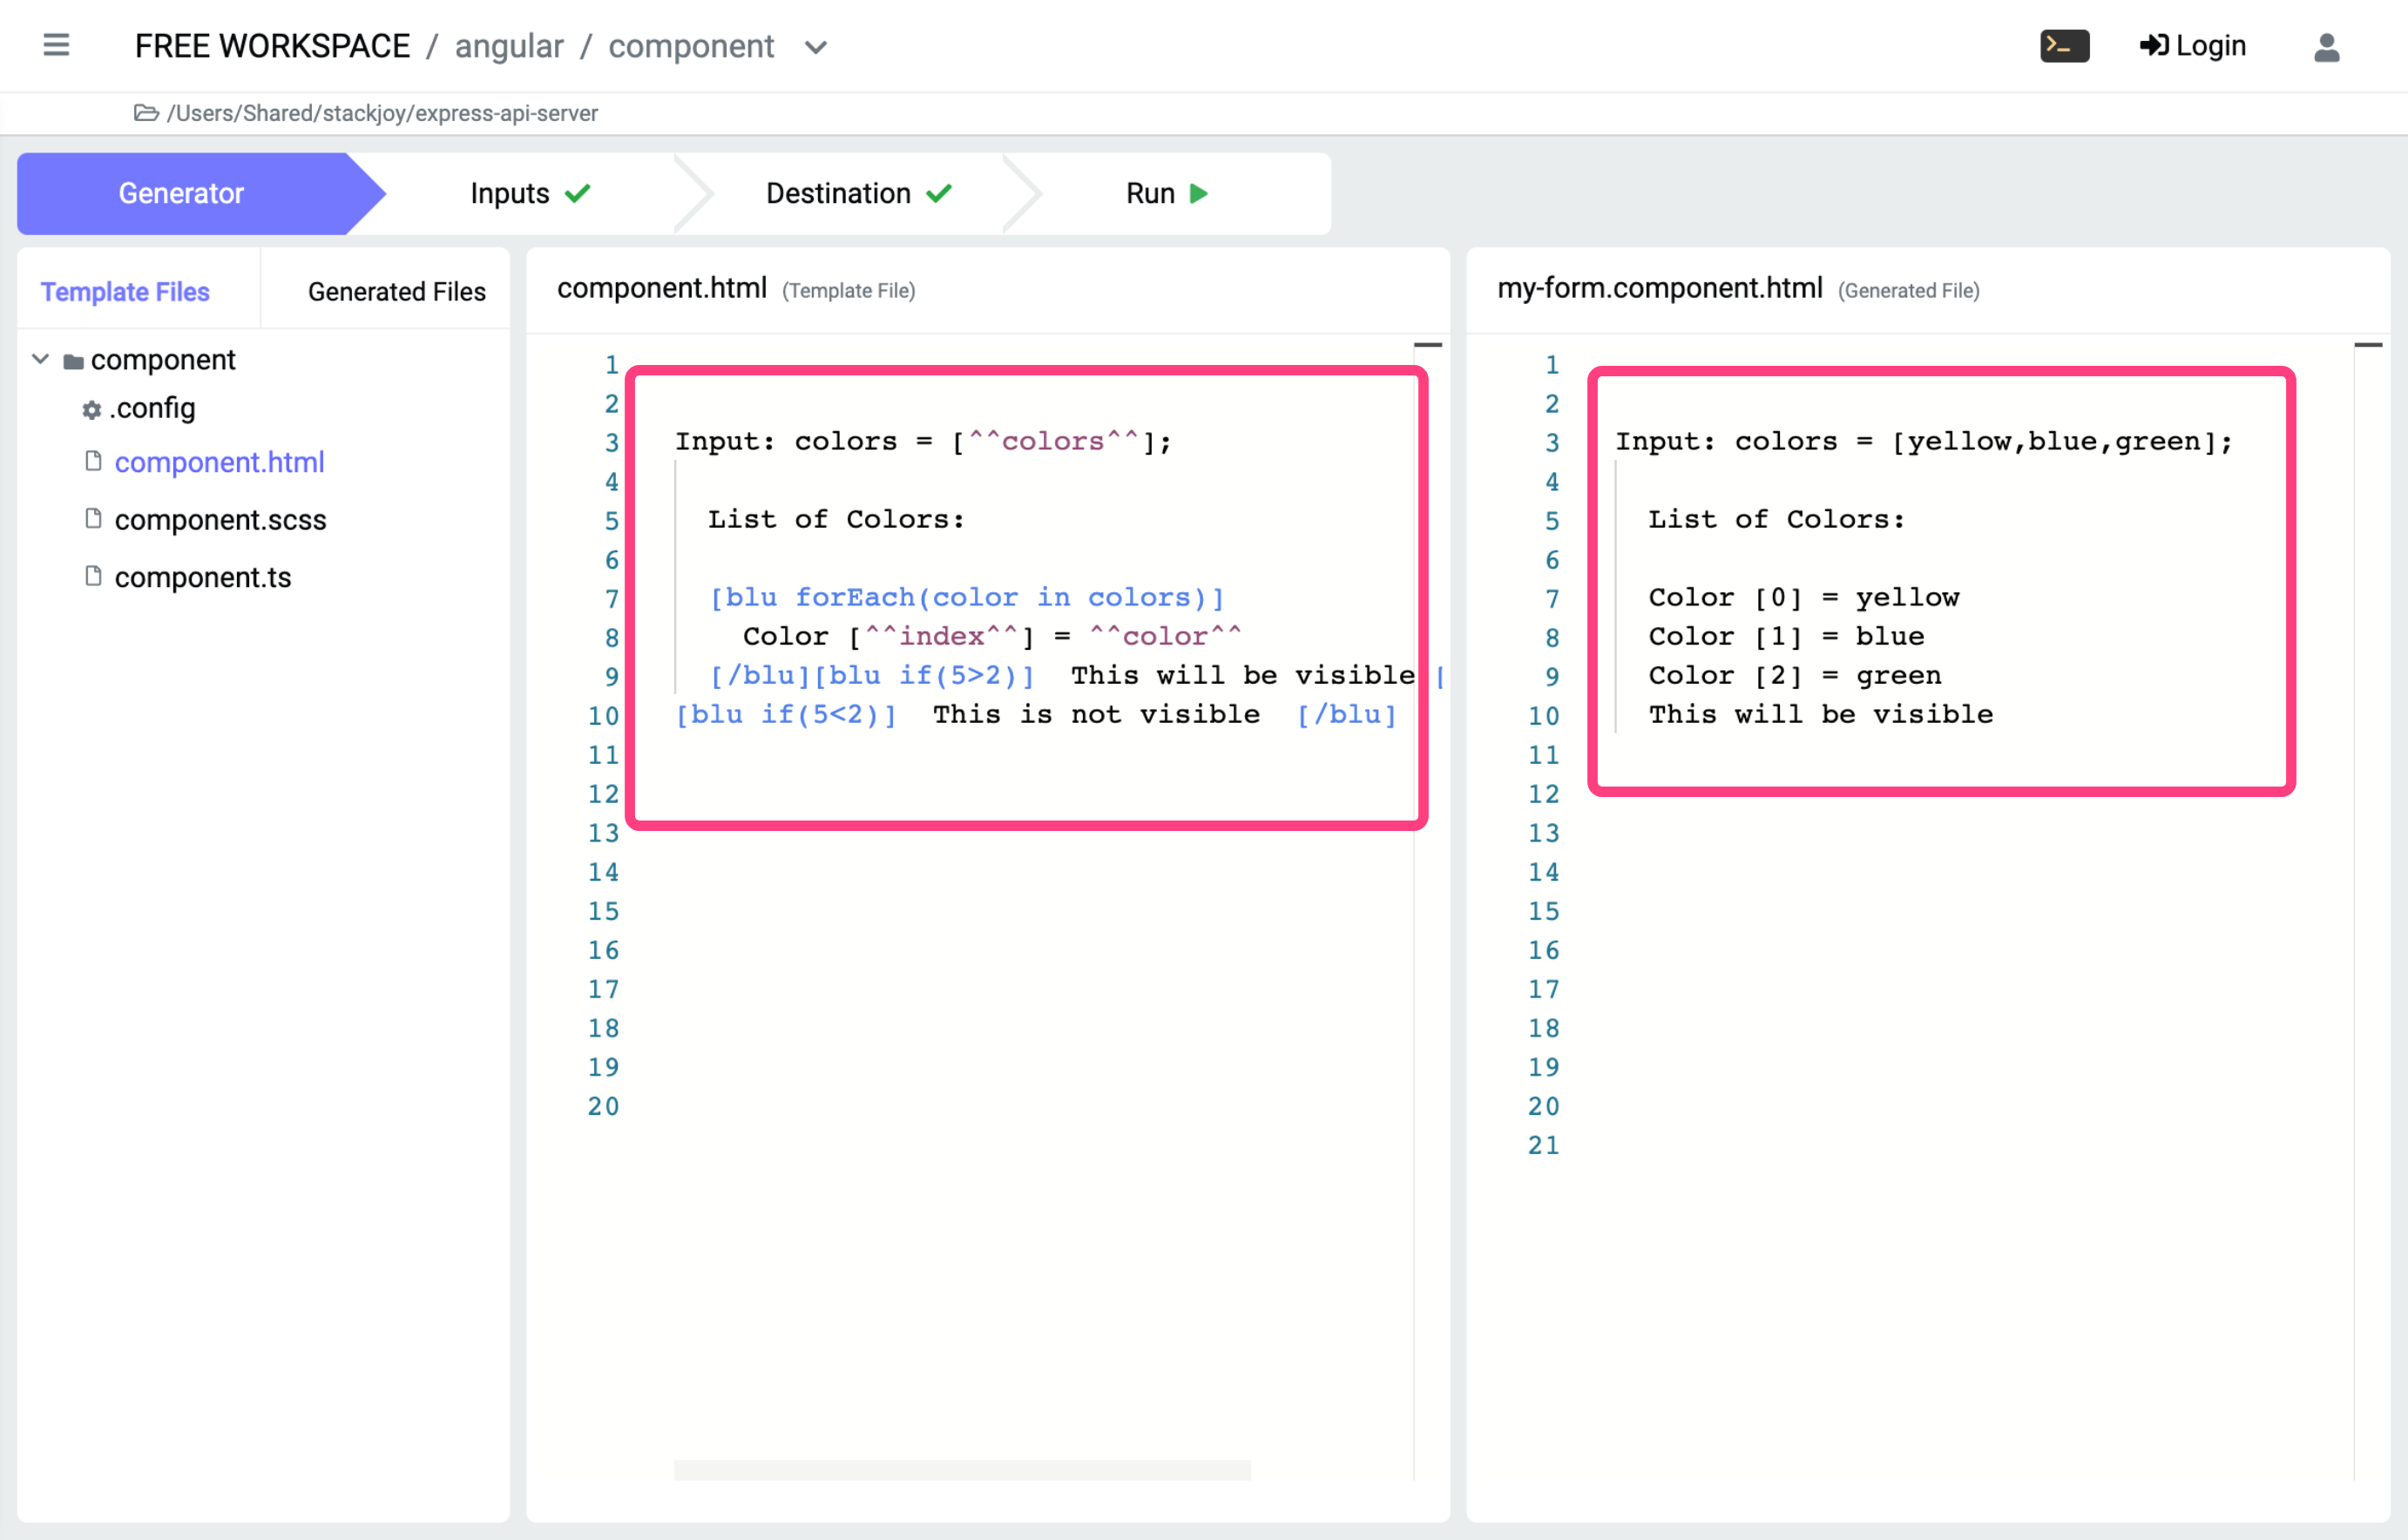 FREE WORKSPACE / angular / component
Login
/Users/Shared/stackjoy/express-api-server
Generator
Inputs
Destination
Run
Template Files
Generated Files
component
.config
component.html
component.scss
component.ts
component.html (Template File)
1
2
3 Input: colors = [^^colors^^];
4
5 List of Colors:
6
7 [blu forEach(color in colors)]
8 Color [^^index^^] = ^^color^^
9 [/blu][blu if(5>2)] This will be visible [
10 [blu if(5<2)] This is not visible [/blu]
11
12
13
14
15
16
17
18
19
20
my-form.component.html (Generated File)
1
2
3 Input: colors = [yellow,blue,green];
4
5 List of Colors:
6
7 Color [0] = yellow
8 Color [1] = blue
9 Color [2] = green
10 This will be visible
11
12
13
14
15
16
17
18
19
20
21